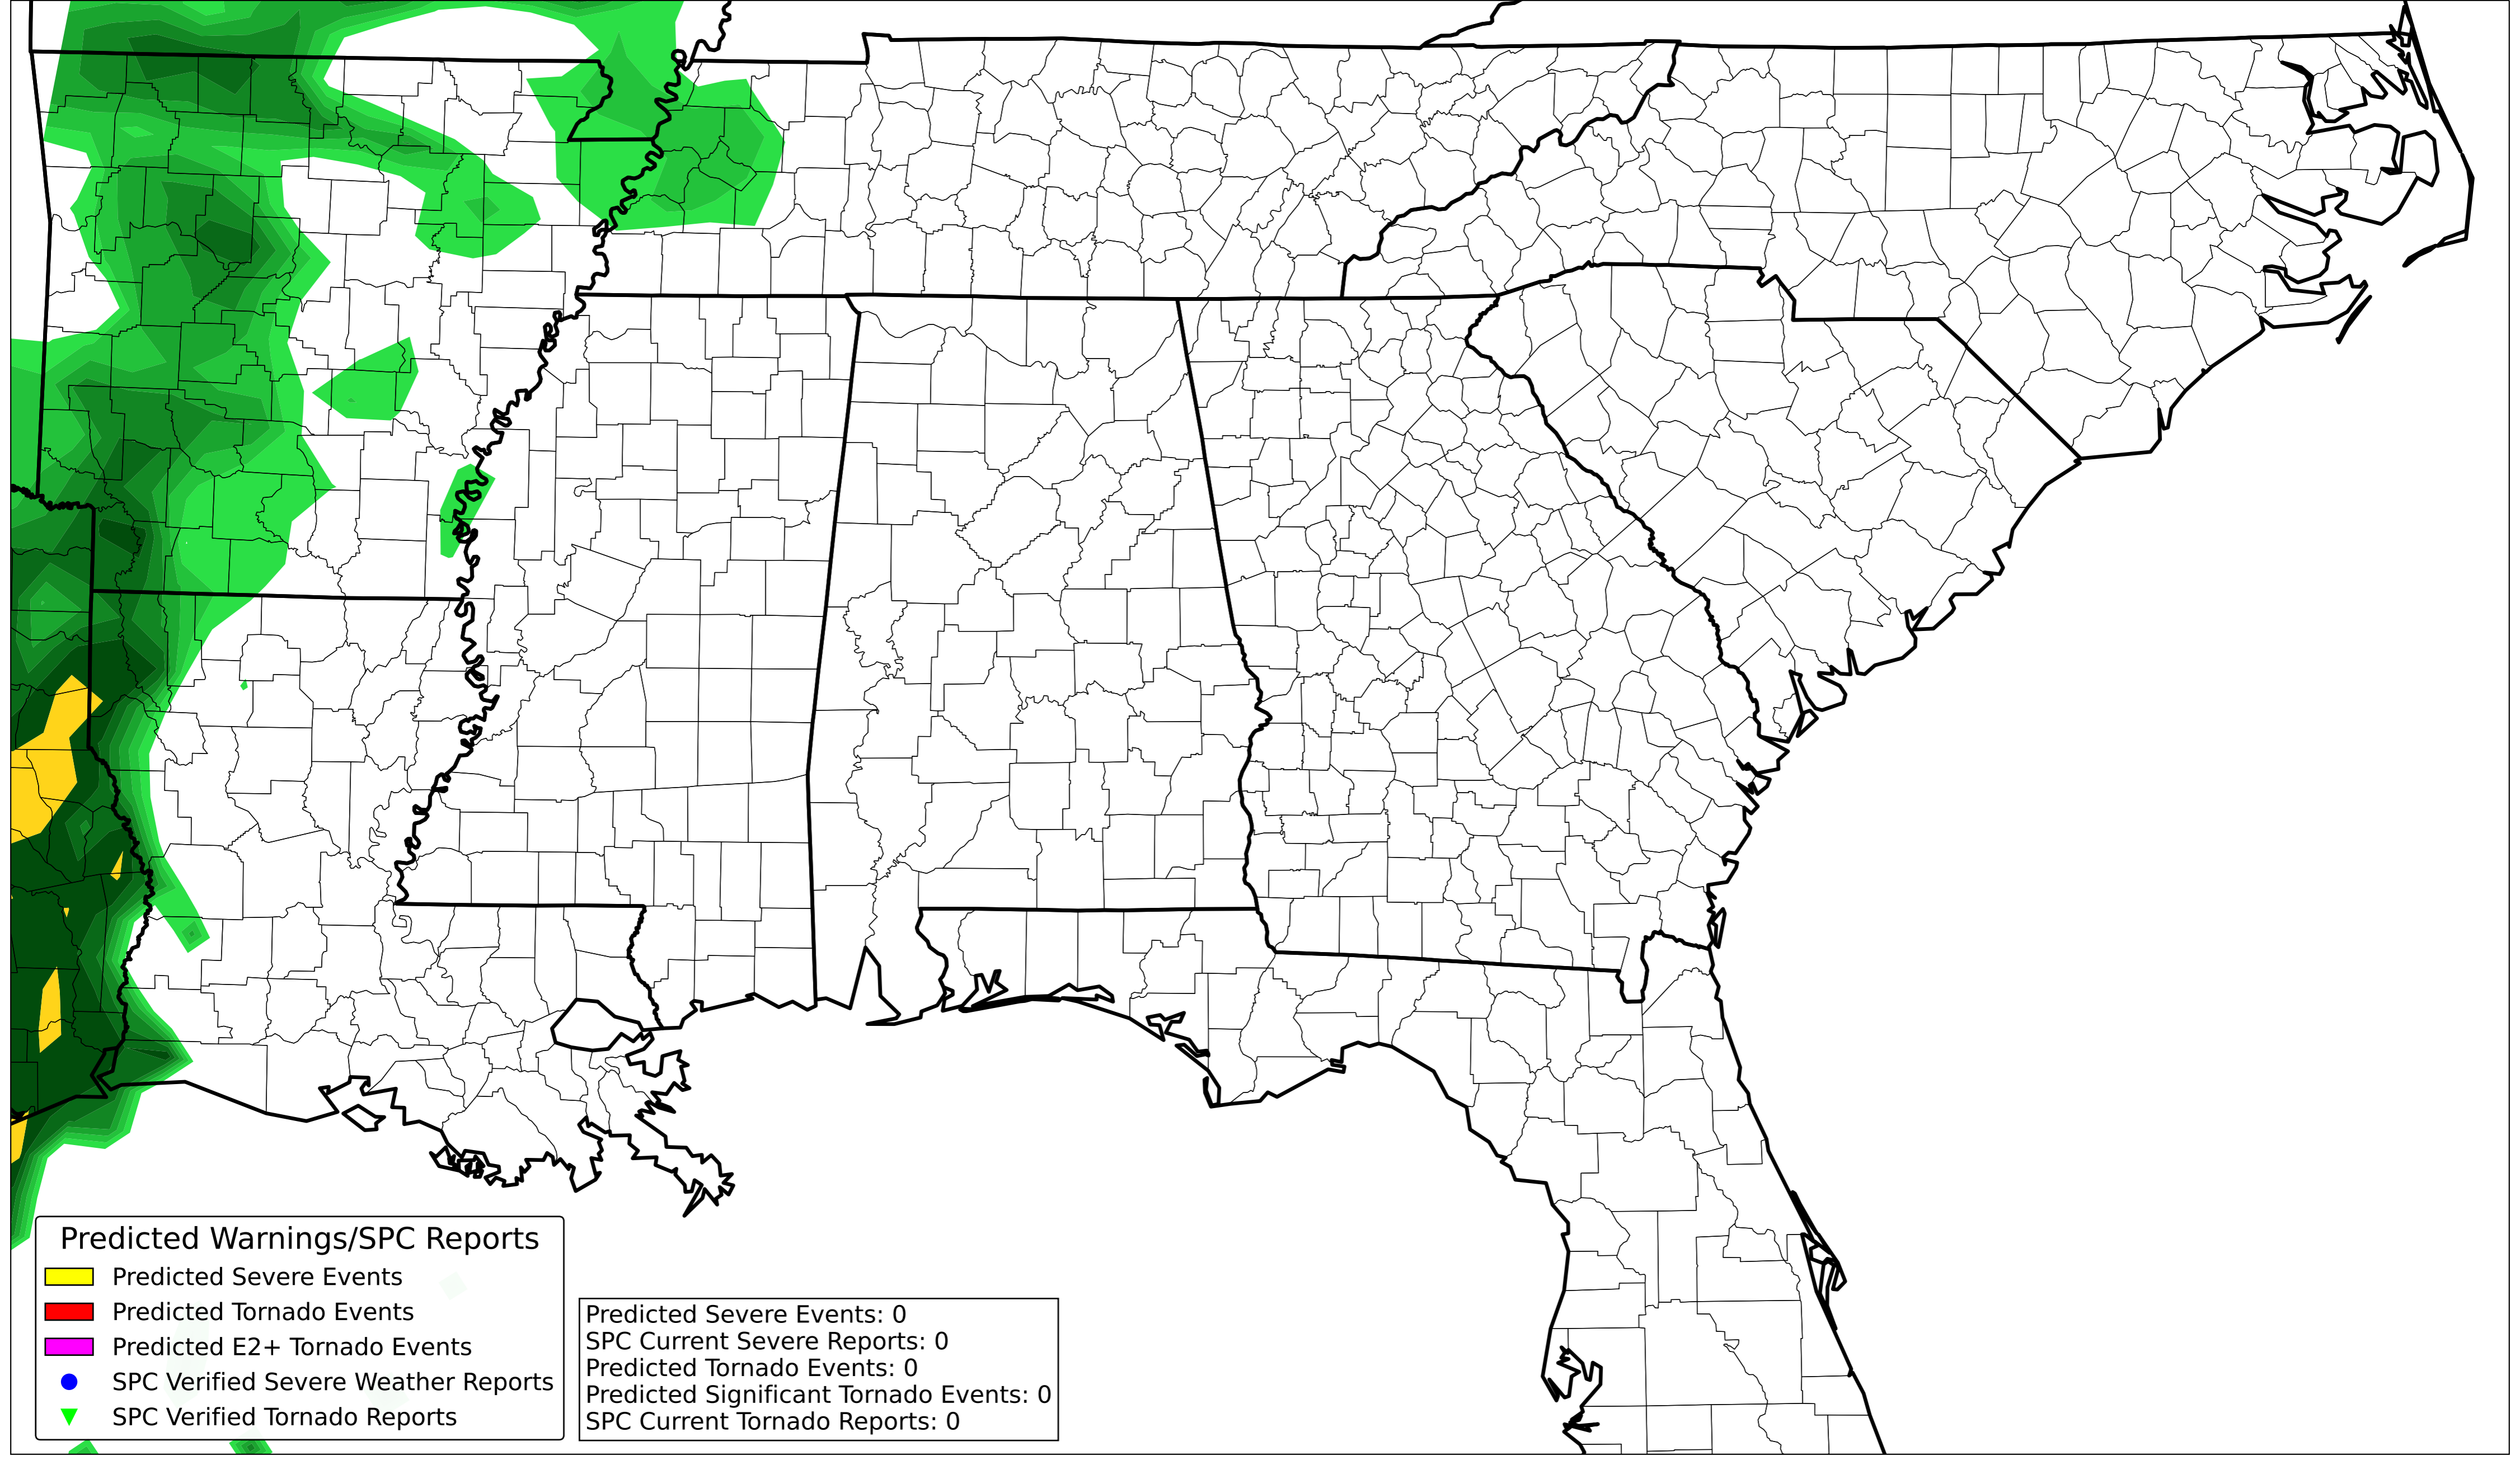 Predicted Warnings/SPC Reports
Predicted Severe Events
Predicted Tornado Events
Predicted E2+ Tornado Events
SPC Verified Severe Weather Reports
SPC Verified Tornado Reports
Predicted Severe Events: 0
SPC Current Severe Reports: 0
Predicted Tornado Events: 0
Predicted Significant Tornado Events: 0
SPC Current Tornado Reports: 0